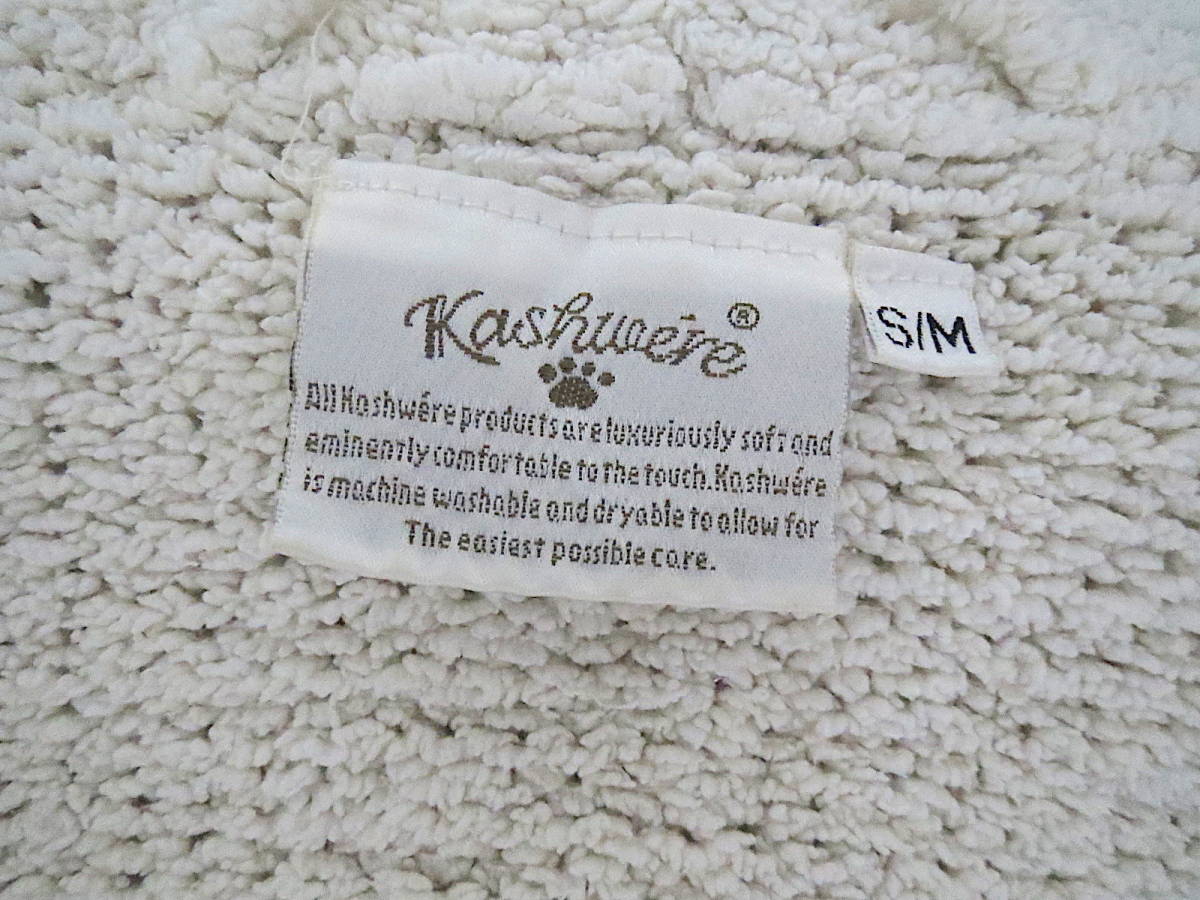 Kashwére®
S/M
All Kashwére products are luxuriously soft and
eminently comfortable to the touch. Kashwére
is machine washable and dryable to allow for
The easiest possible care.